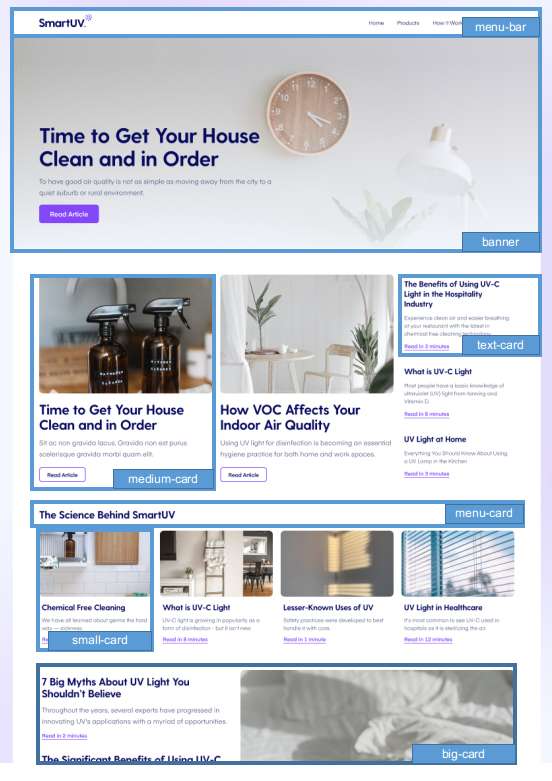 SmartUV.
Home Products How It Work
menu-bar
Time to Get Your House
Clean and in Order
To have good air quality is not as simple as moving away from the city to a
quiet suburb or rural environment.
Read Article
banner
Time to Get Your House
Clean and in Order
Sit ac non gravida lacus. Gravida non est purus
scelerisque gravida morbi quam elit.
Read Article
medium-card
How VOC Affects Your
Indoor Air Quality
Using UV light for disinfection is becoming an essential
hygiene practice for both home and work spaces.
Read Article
The Benefits of Using UV-C
Light in the Hospitality
Industry
Experience clean air and easier breathing
at your restaurant with the latest in
chemical free cleaning technology.
Read in 3 minutes
text-card
What is UV-C Light
Most people have a basic knowledge of
ultraviolet (UV) light from tanning and
Vitamin D.
Read in 8 minutes
UV Light at Home
Everything You Should Know About Using
a UV Lamp in the Kitchen
Read in 3 minutes
The Science Behind SmartUV
menu-card
Chemical Free Cleaning
We have all learned about germs the hard
way — sickness.
small-card
What is UV-C Light
UV-C light is growing in popularity as a
form of disinfection – but it isn't new.
Read in 8 minutes
Lesser-Known Uses of UV
Safety practices were developed to best
handle it with care.
Read in 1 minute
UV Light in Healthcare
It's most common to see UV-C used in
hospitals as it is sterilizing the air.
Read in 12 minutes
7 Big Myths About UV Light You
Shouldn't Believe
Throughout the years, several experts have progressed in
innovating UV's applications with a myriad of opportunities.
Read in 2 minutes
The Significant Benefits of Using UV-C
big-card